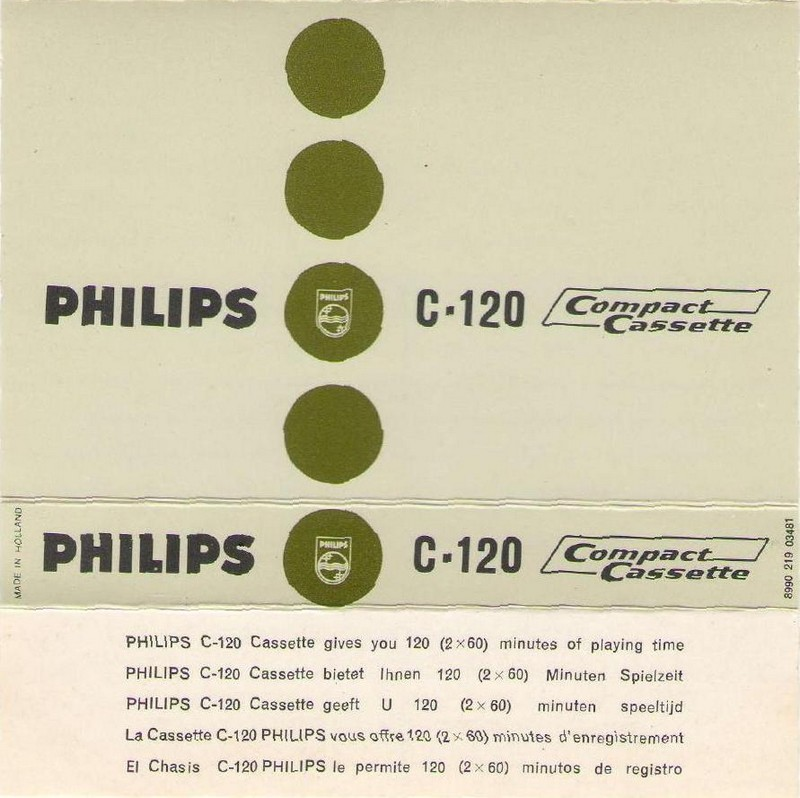 PHILIPS PHILIPS C-120 Compact Cassette
MADE IN HOLLAND
PHILIPS PHILIPS C-120 Compact Cassette
8990 219 03481
PHILIPS C-120 Cassette gives you 120 (2×60) minutes of playing time
PHILIPS C-120 Cassette bietet Ihnen 120 (2×60) Minuten Spielzeit
PHILIPS C-120 Cassette geeft U 120 (2×60) minuten speeltijd
La Cassette C-120 PHILIPS vous offre 120 (2×60) minutes d'enregistrement
El Chasis C-120 PHILIPS le permite 120 (2×60) minutos de registro